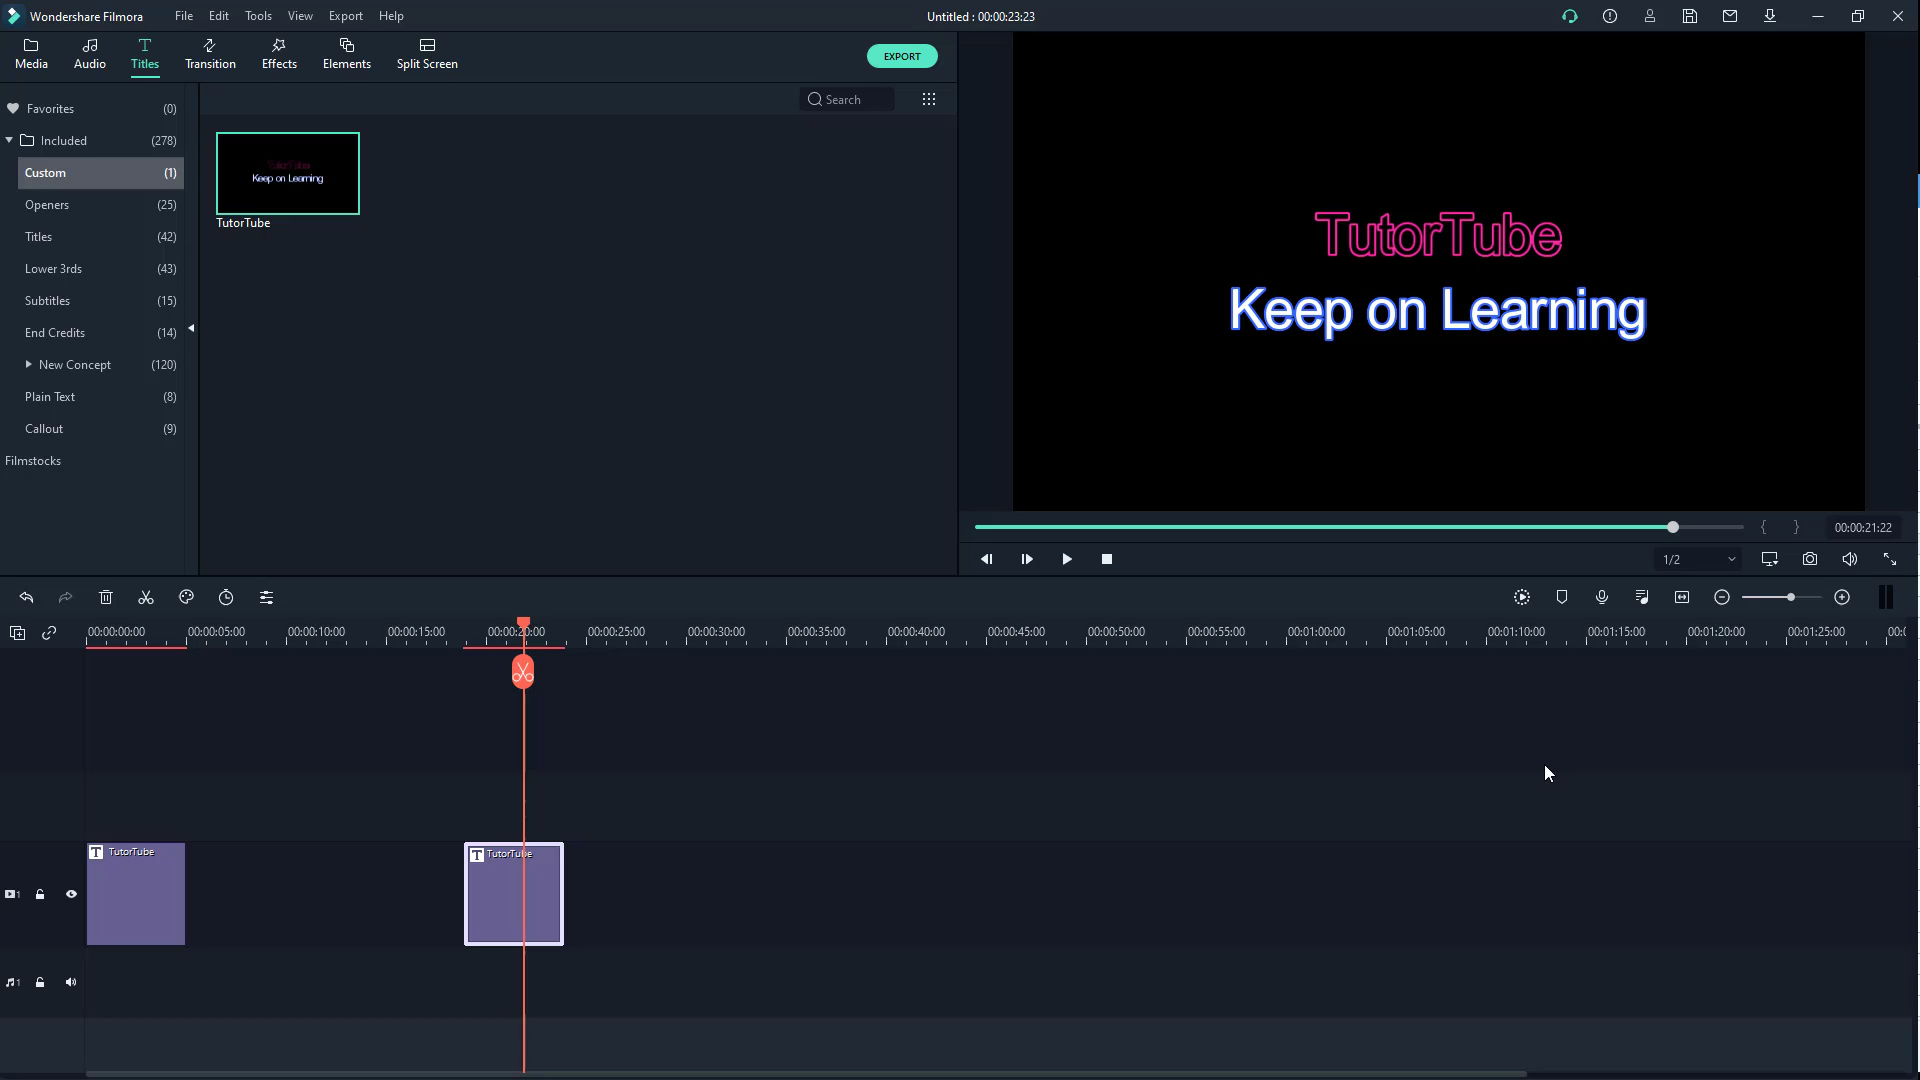 Wondershare Filmora File Edit Tools View Export Help Untitled : 00:00:23:23
Media Audio Titles Transition Effects Elements Split Screen EXPORT
Favorites (0)
Included (278)
Custom (1)
Openers (25)
Titles (42)
Lower 3rds (43)
Subtitles (15)
End Credits (14)
New Concept (120)
Plain Text (8)
Callout (9)
Filmstocks
Search
TutorTube
Keep on Learning
TutorTube
TutorTube
Keep on Learning
{ } 00:00:21:22
1/2
00:00:00:00 00:00:05:00 00:00:10:00 00:00:15:00 00:00:20:00 00:00:25:00 00:00:30:00 00:00:35:00 00:00:40:00 00:00:45:00 00:00:50:00 00:00:55:00 00:01:00:00 00:01:05:00 00:01:10:00 00:01:15:00 00:01:20:00 00:01:25:00
T TutorTube T TutorTube
1
1